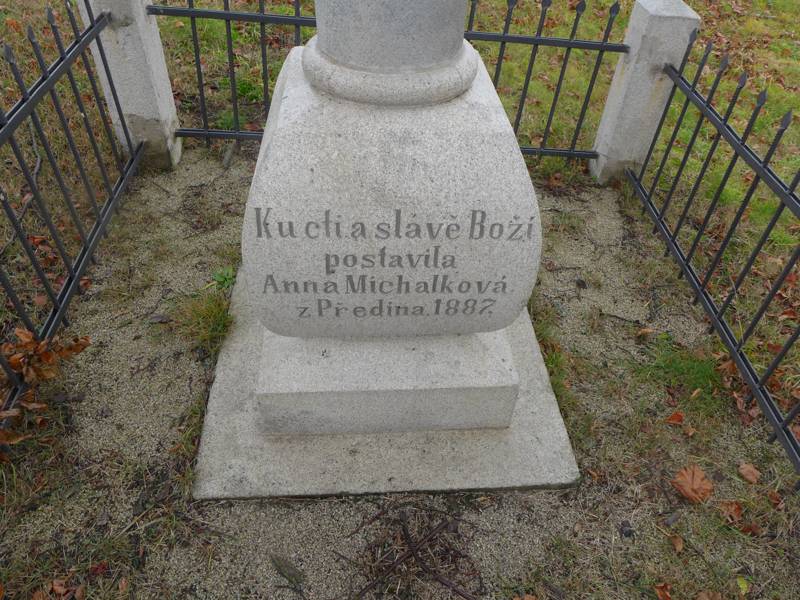 Ku cti a slávě Boží
postavila
Anna Michalková
z Předina. 1887.